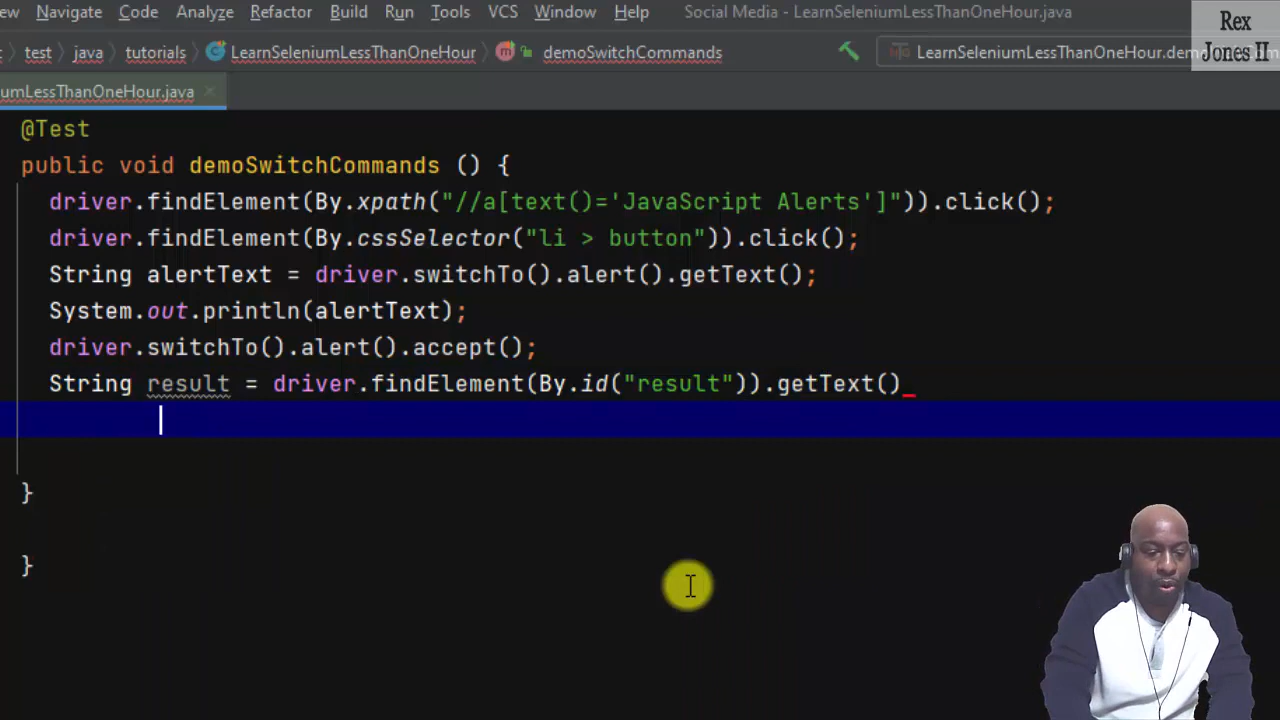 ew Navigate Code Analyze Refactor Build Run Tools VCS Window Help Social Media - LearnSeleniumLessThanOneHour.java
Rex
Jones II
test java tutorials LearnSeleniumLessThanOneHour demoSwitchCommands LearnSeleniumLessThanOneHour.dem
umLessThanOneHour.java
@Test
public void demoSwitchCommands () {
driver.findElement(By.xpath("//a[text()='JavaScript Alerts']")).click();
driver.findElement(By.cssSelector("li > button")).click();
String alertText = driver.switchTo().alert().getText();
System.out.println(alertText);
driver.switchTo().alert().accept();
String result = driver.findElement(By.id("result")).getText()
}
}